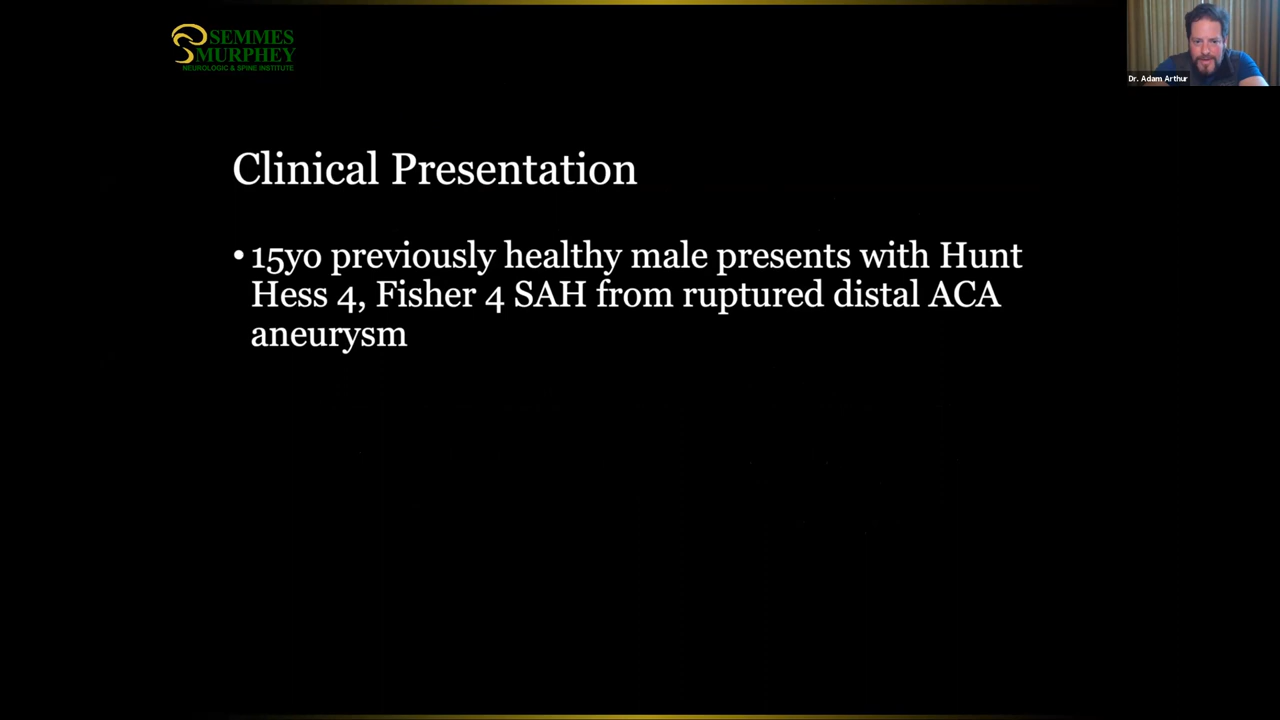 SEMMES
MURPHEY
NEUROLOGIC & SPINE INSTITUTE
Dr. Adam Arthur
Clinical Presentation
• 15yo previously healthy male presents with Hunt
Hess 4, Fisher 4 SAH from ruptured distal ACA
aneurysm